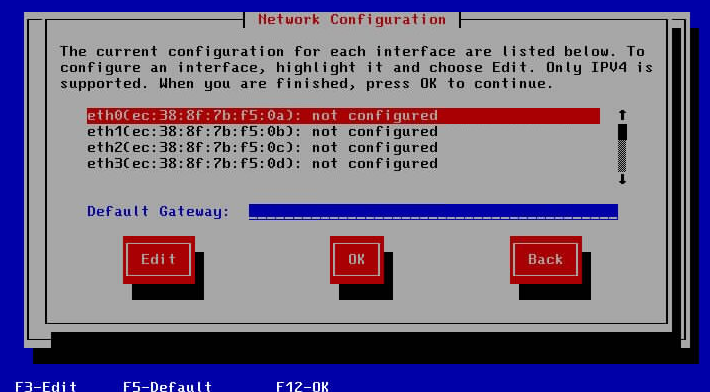 Network Configuration
The current configuration for each interface are listed below. To
configure an interface, highlight it and choose Edit. Only IPV4 is
supported. When you are finished, press OK to continue.
eth0(ec:38:8f:7b:f5:0a): not configured
eth1(ec:38:8f:7b:f5:0b): not configured
eth2(ec:38:8f:7b:f5:0c): not configured
eth3(ec:38:8f:7b:f5:0d): not configured
Default Gateway:
Edit OK Back
F3-Edit F5-Default F12-OK